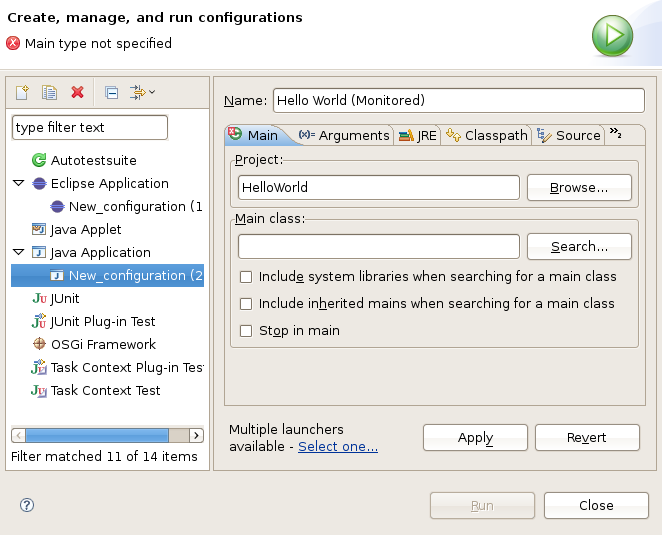 Create, manage, and run configurations
Main type not specified
type filter text
Autotestsuite
Eclipse Application
New_configuration (1
Java Applet
Java Application
New_configuration (2
JUnit
JUnit Plug-in Test
OSGi Framework
Task Context Plug-in Tes
Task Context Test
Filter matched 11 of 14 items
Name: Hello World (Monitored)
Main (x)= Arguments JRE Classpath Source »2
Project:
HelloWorld Browse...
Main class:
Search...
Include system libraries when searching for a main class
Include inherited mains when searching for a main class
Stop in main
Multiple launchers
available - Select one...
Apply Revert
Run Close